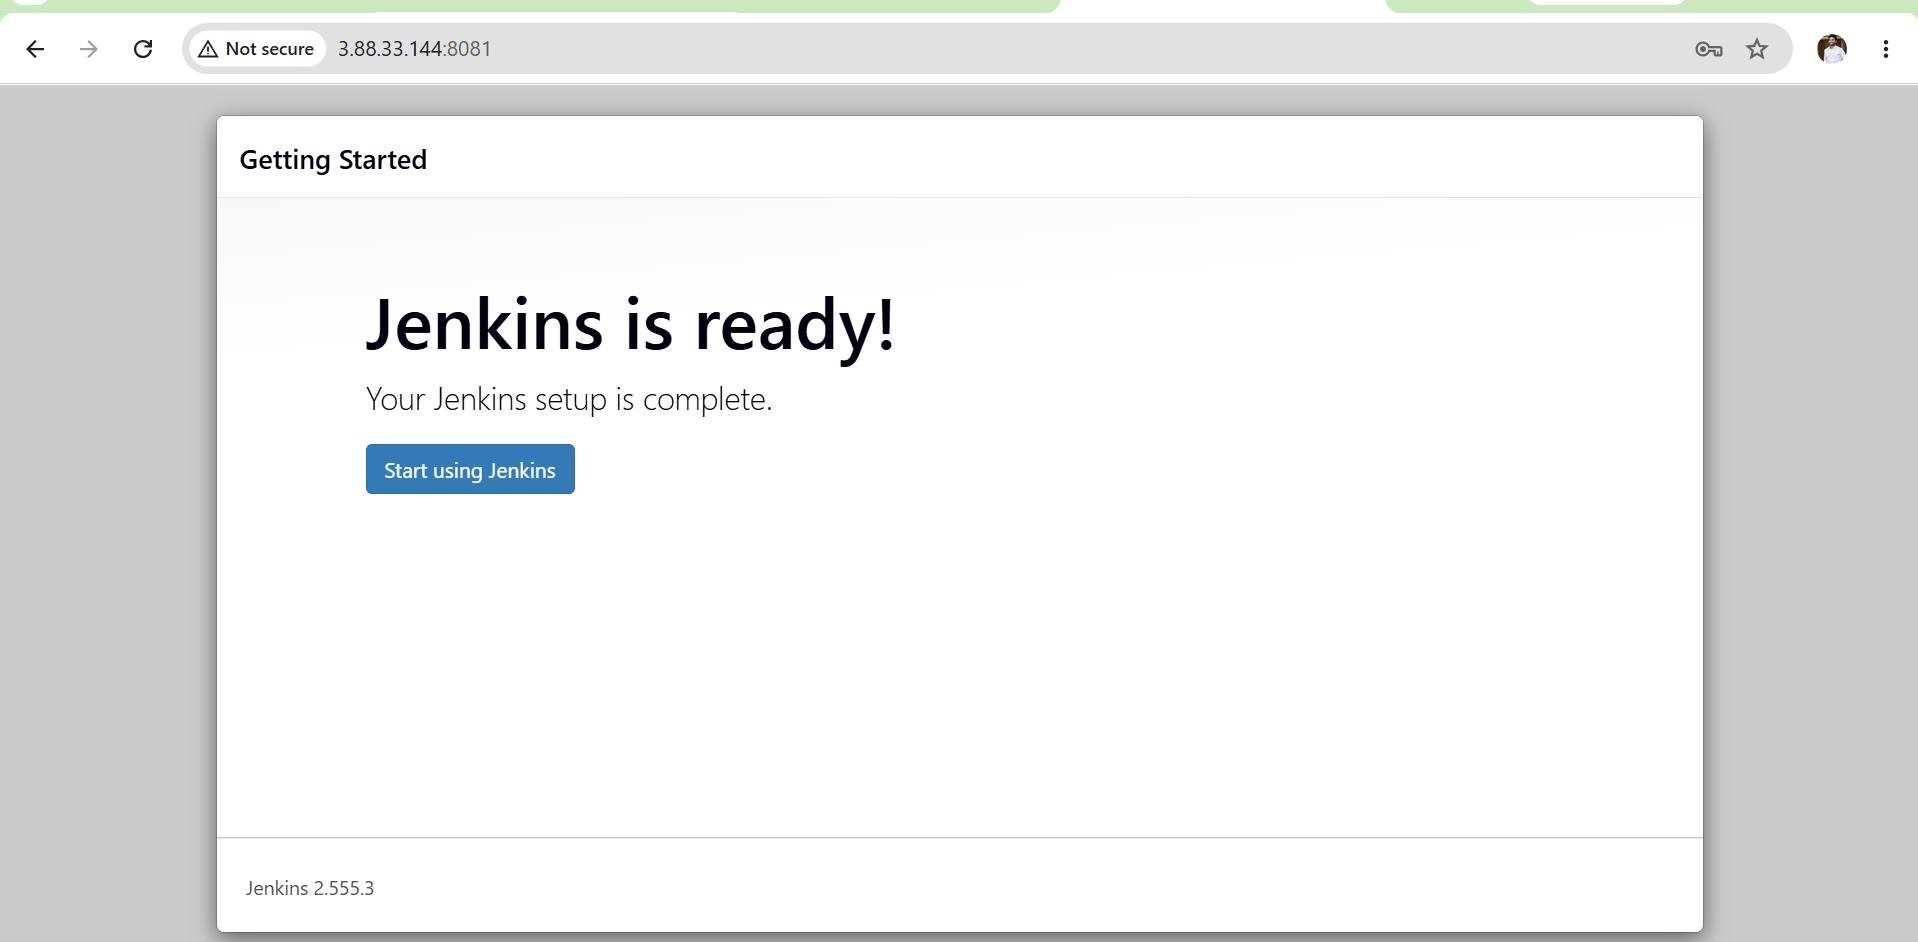 Not secure 3.88.33.144:8081
Getting Started
Jenkins is ready!
Your Jenkins setup is complete.
Start using Jenkins
Jenkins 2.555.3